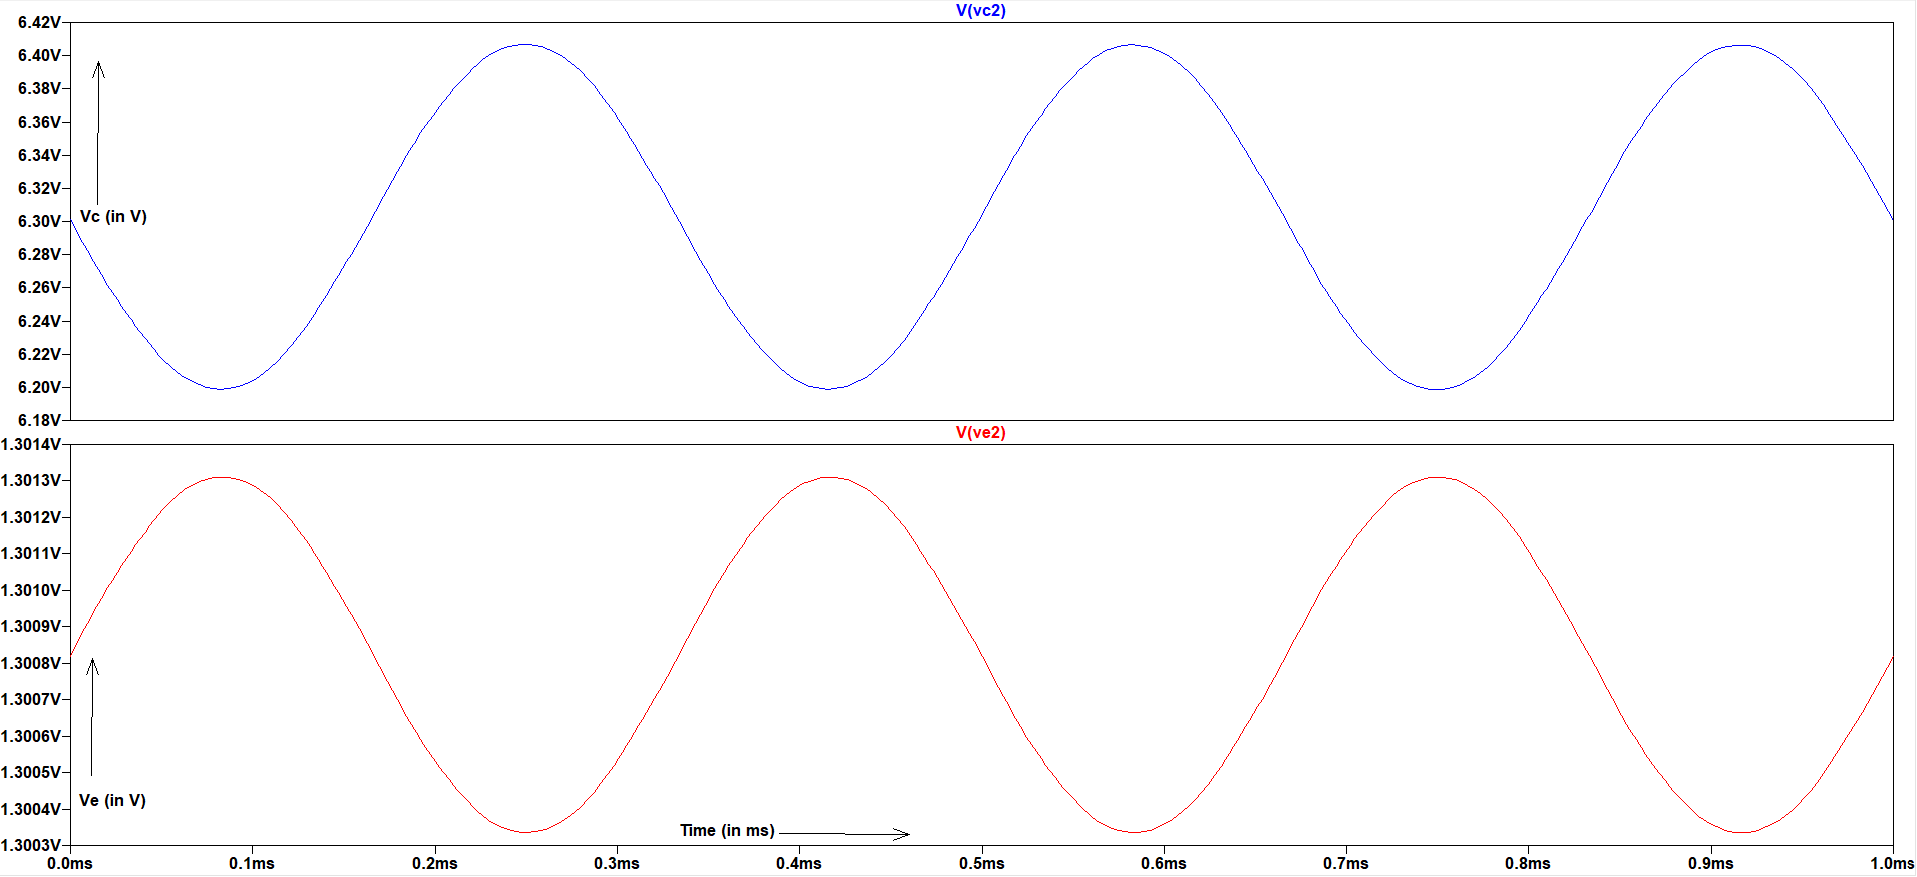 V(vc2)
6.42V
6.40V
6.38V
6.36V
6.34V
6.32V
6.30V
Vc (in V)
6.28V
6.26V
6.24V
6.22V
6.20V
6.18V
V(ve2)
1.3014V
1.3013V
1.3012V
1.3011V
1.3010V
1.3009V
1.3008V
1.3007V
1.3006V
1.3005V
1.3004V
Ve (in V)
Time (in ms)
1.3003V
0.0ms 0.1ms 0.2ms 0.3ms 0.4ms 0.5ms 0.6ms 0.7ms 0.8ms 0.9ms 1.0ms